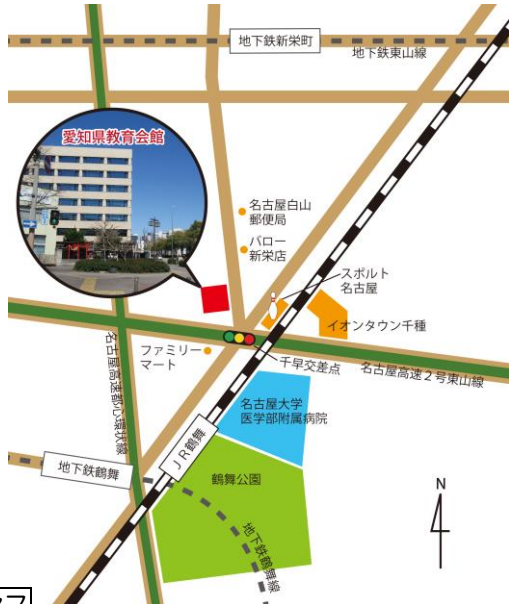 地下鉄新栄町
地下鉄東山線
愛知県教育会館
名古屋白山
郵便局
バロー
新栄店
スポルト
名古屋
イオンタウン千種
ファミリー
マート
千早交差点
名古屋高速2号東山線
名古屋高速都心環状線
名古屋大学
医学部附属病院
JR鶴舞
地下鉄鶴舞
鶴舞公園
地下鉄鶴舞線
N